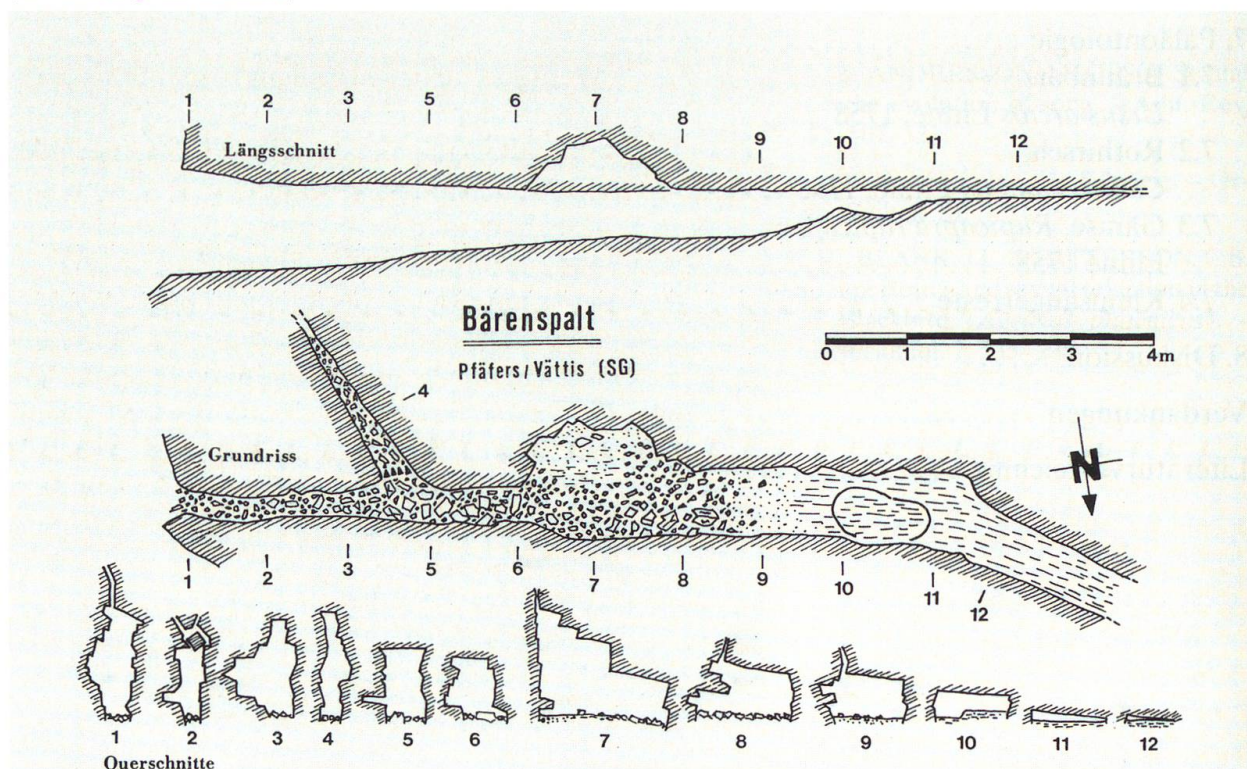 1 2 3 5 6 7 8 9 10 11 12
Längsschnitt
Bärenspalt
Pfäfers/Vättis (SG)
0 1 2 3 4m
4
Grundriss
N
1 2 3 5 6 7 8 9 10 11 12
1 2 3 4 5 6 7 8 9 10 11 12
Querschnitte